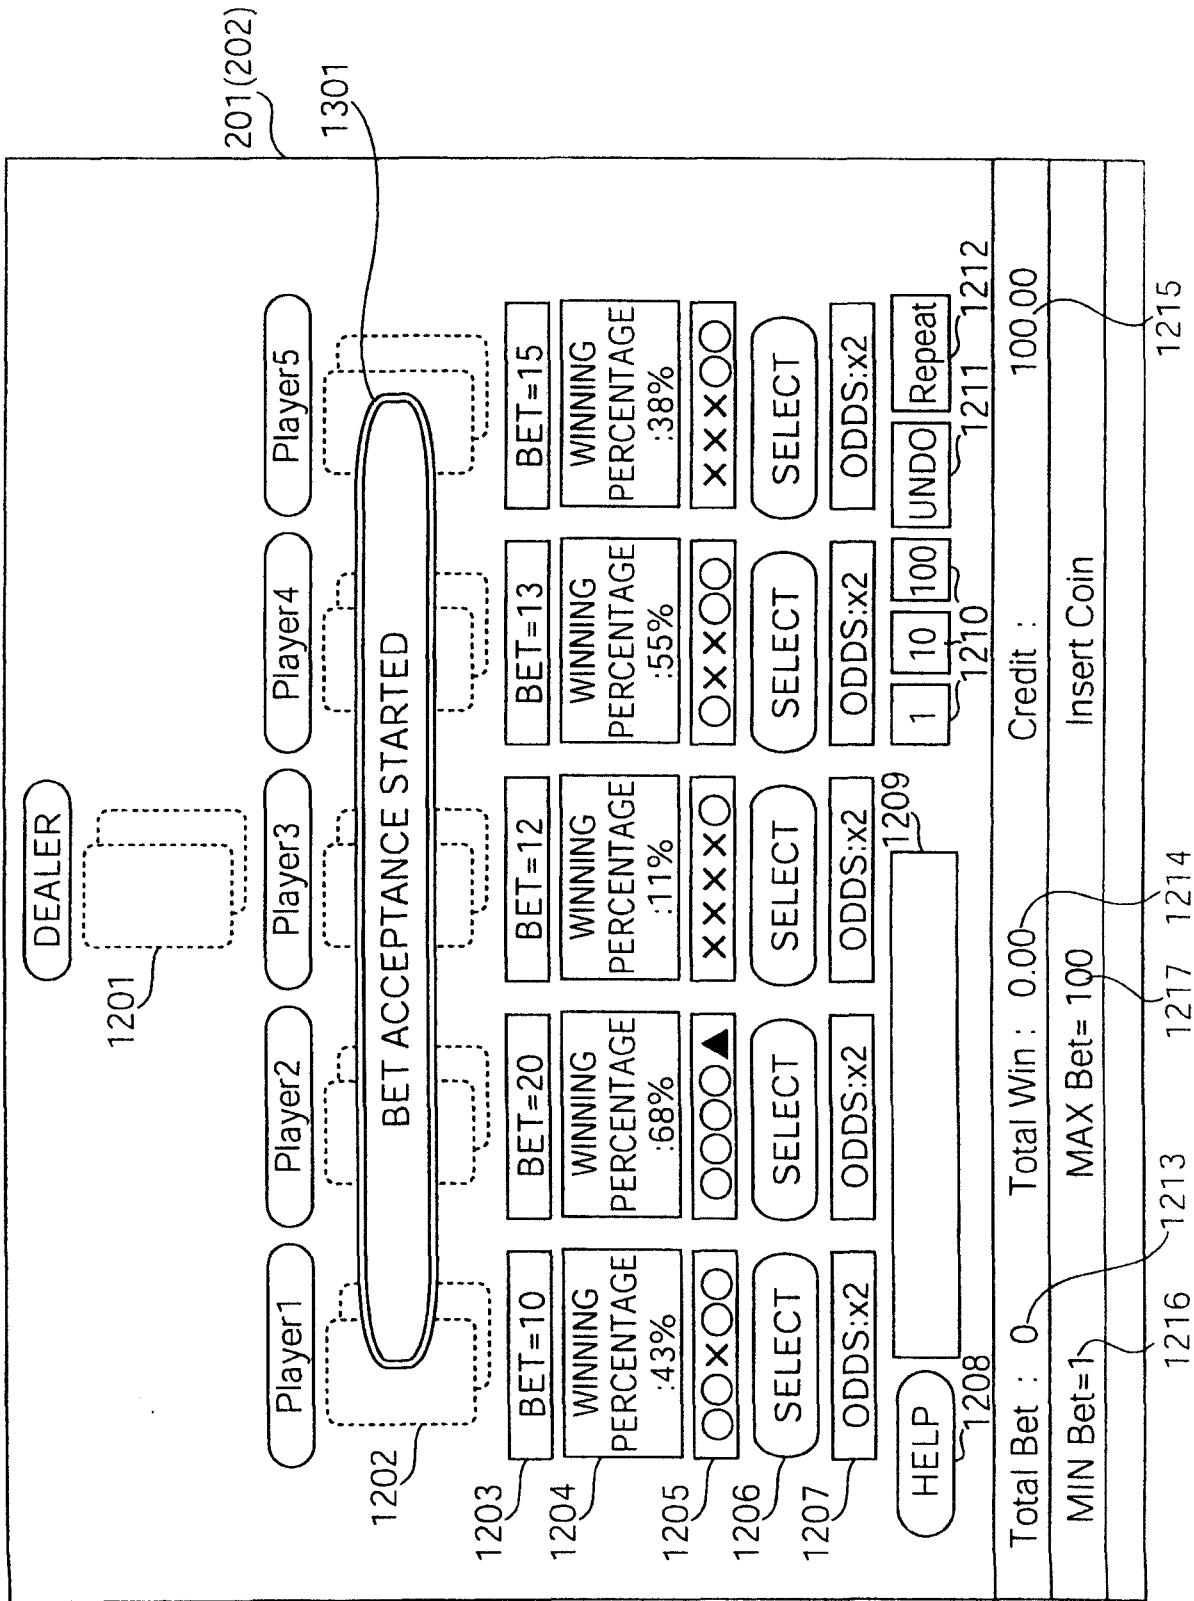 201(202)
1301
DEALER
1201
Player1 Player2 Player3 Player4 Player5
BET ACCEPTANCE STARTED
1202
1203 BET=10 BET=20 BET=12 BET=13 BET=15
1204 WINNING WINNING WINNING WINNING WINNING
PERCENTAGE PERCENTAGE PERCENTAGE PERCENTAGE PERCENTAGE
:43% :68% :11% :55% :38%
1205 ○○×○○ ○○○○▲ ××××○ ○××○○ ×××○○
1206 SELECT SELECT SELECT SELECT SELECT
1207 ODDS:x2 ODDS:x2 ODDS:x2 ODDS:x2 ODDS:x2
1209
HELP 1 10 100 UNDO Repeat
1208 1210 1211 1212
Total Bet : 0 Total Win : 0.00 Credit : 100.00
MIN Bet=1 MAX Bet= 100 Insert Coin
1216 1213 1217 1214 1215